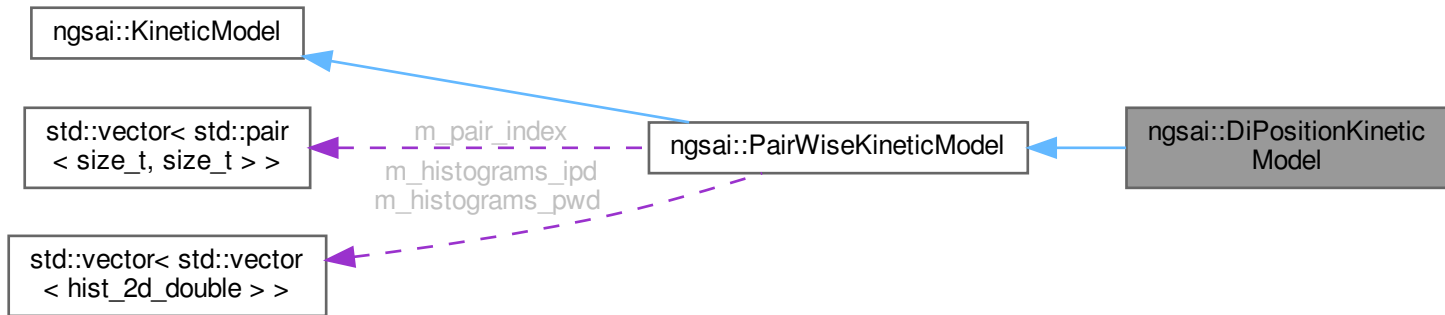 ngsai::KineticModel
std::vector< std::pair
< size_t, size_t > >
m_pair_index
ngsai::PairWiseKineticModel
ngsai::DiPositionKinetic
Model
m_histograms_ipd
m_histograms_pwd
std::vector< std::vector
< hist_2d_double > >